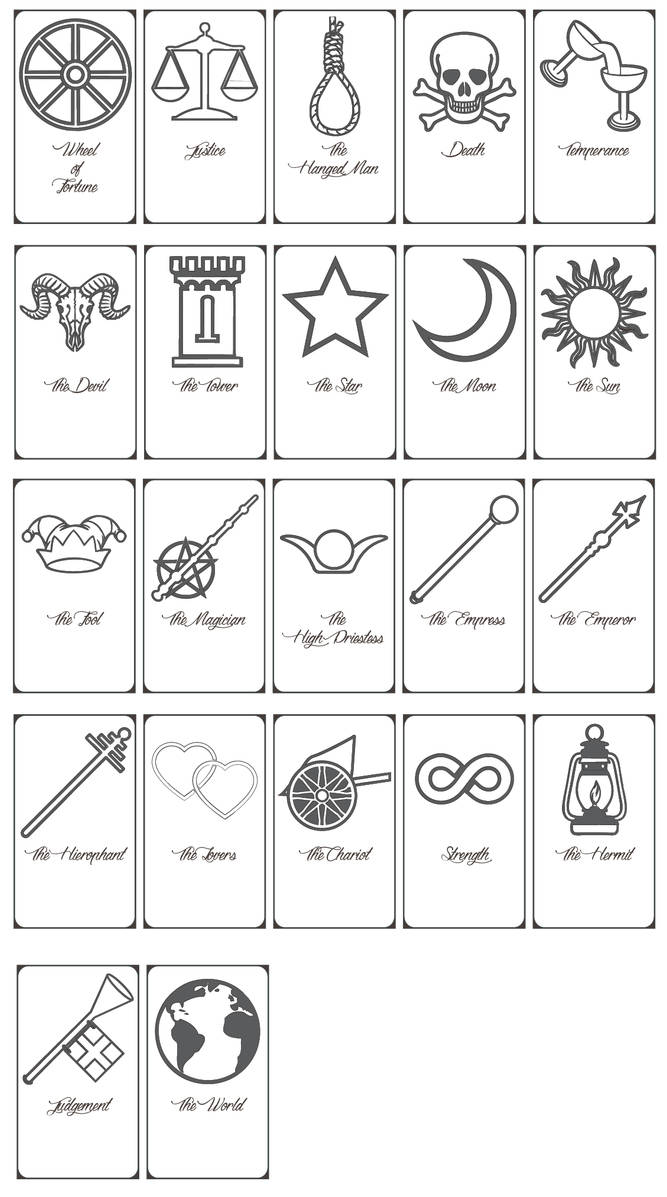 Wheel
of
Fortune
Justice
The
Hanged Man
Death
Temperance
The Devil
The Tower
The Star
The Moon
The Sun
The Fool
The Magician
The
High Priestess
The Empress
The Emperor
The Hierophant
The Lovers
The Chariot
Strength
The Hermit
Judgement
The World